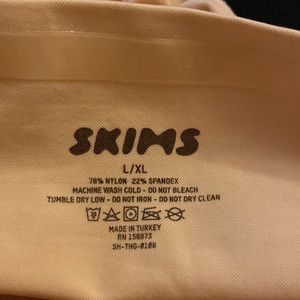 SKIMS
L/XL
78% NYLON 22% SPANDEX
MACHINE WASH COLD - DO NOT BLEACH
TUMBLE DRY LOW - DO NOT IRON - DO NOT DRY CLEAN
MADE IN TURKEY
RN 158973
SH-THG-0108